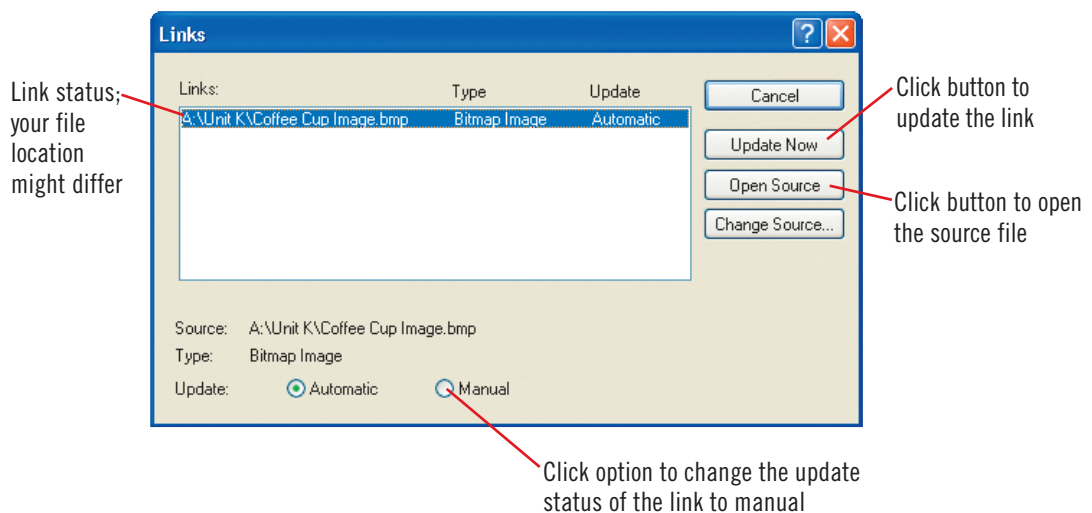 Links
Link status;
your file
location
might differ
Links: Type Update
A:\Unit K\Coffee Cup Image.bmp Bitmap Image Automatic
Cancel
Update Now
Open Source
Change Source...
Click button to
update the link
Click button to open
the source file
Source: A:\Unit K\Coffee Cup Image.bmp
Type: Bitmap Image
Update: Automatic Manual
Click option to change the update
status of the link to manual